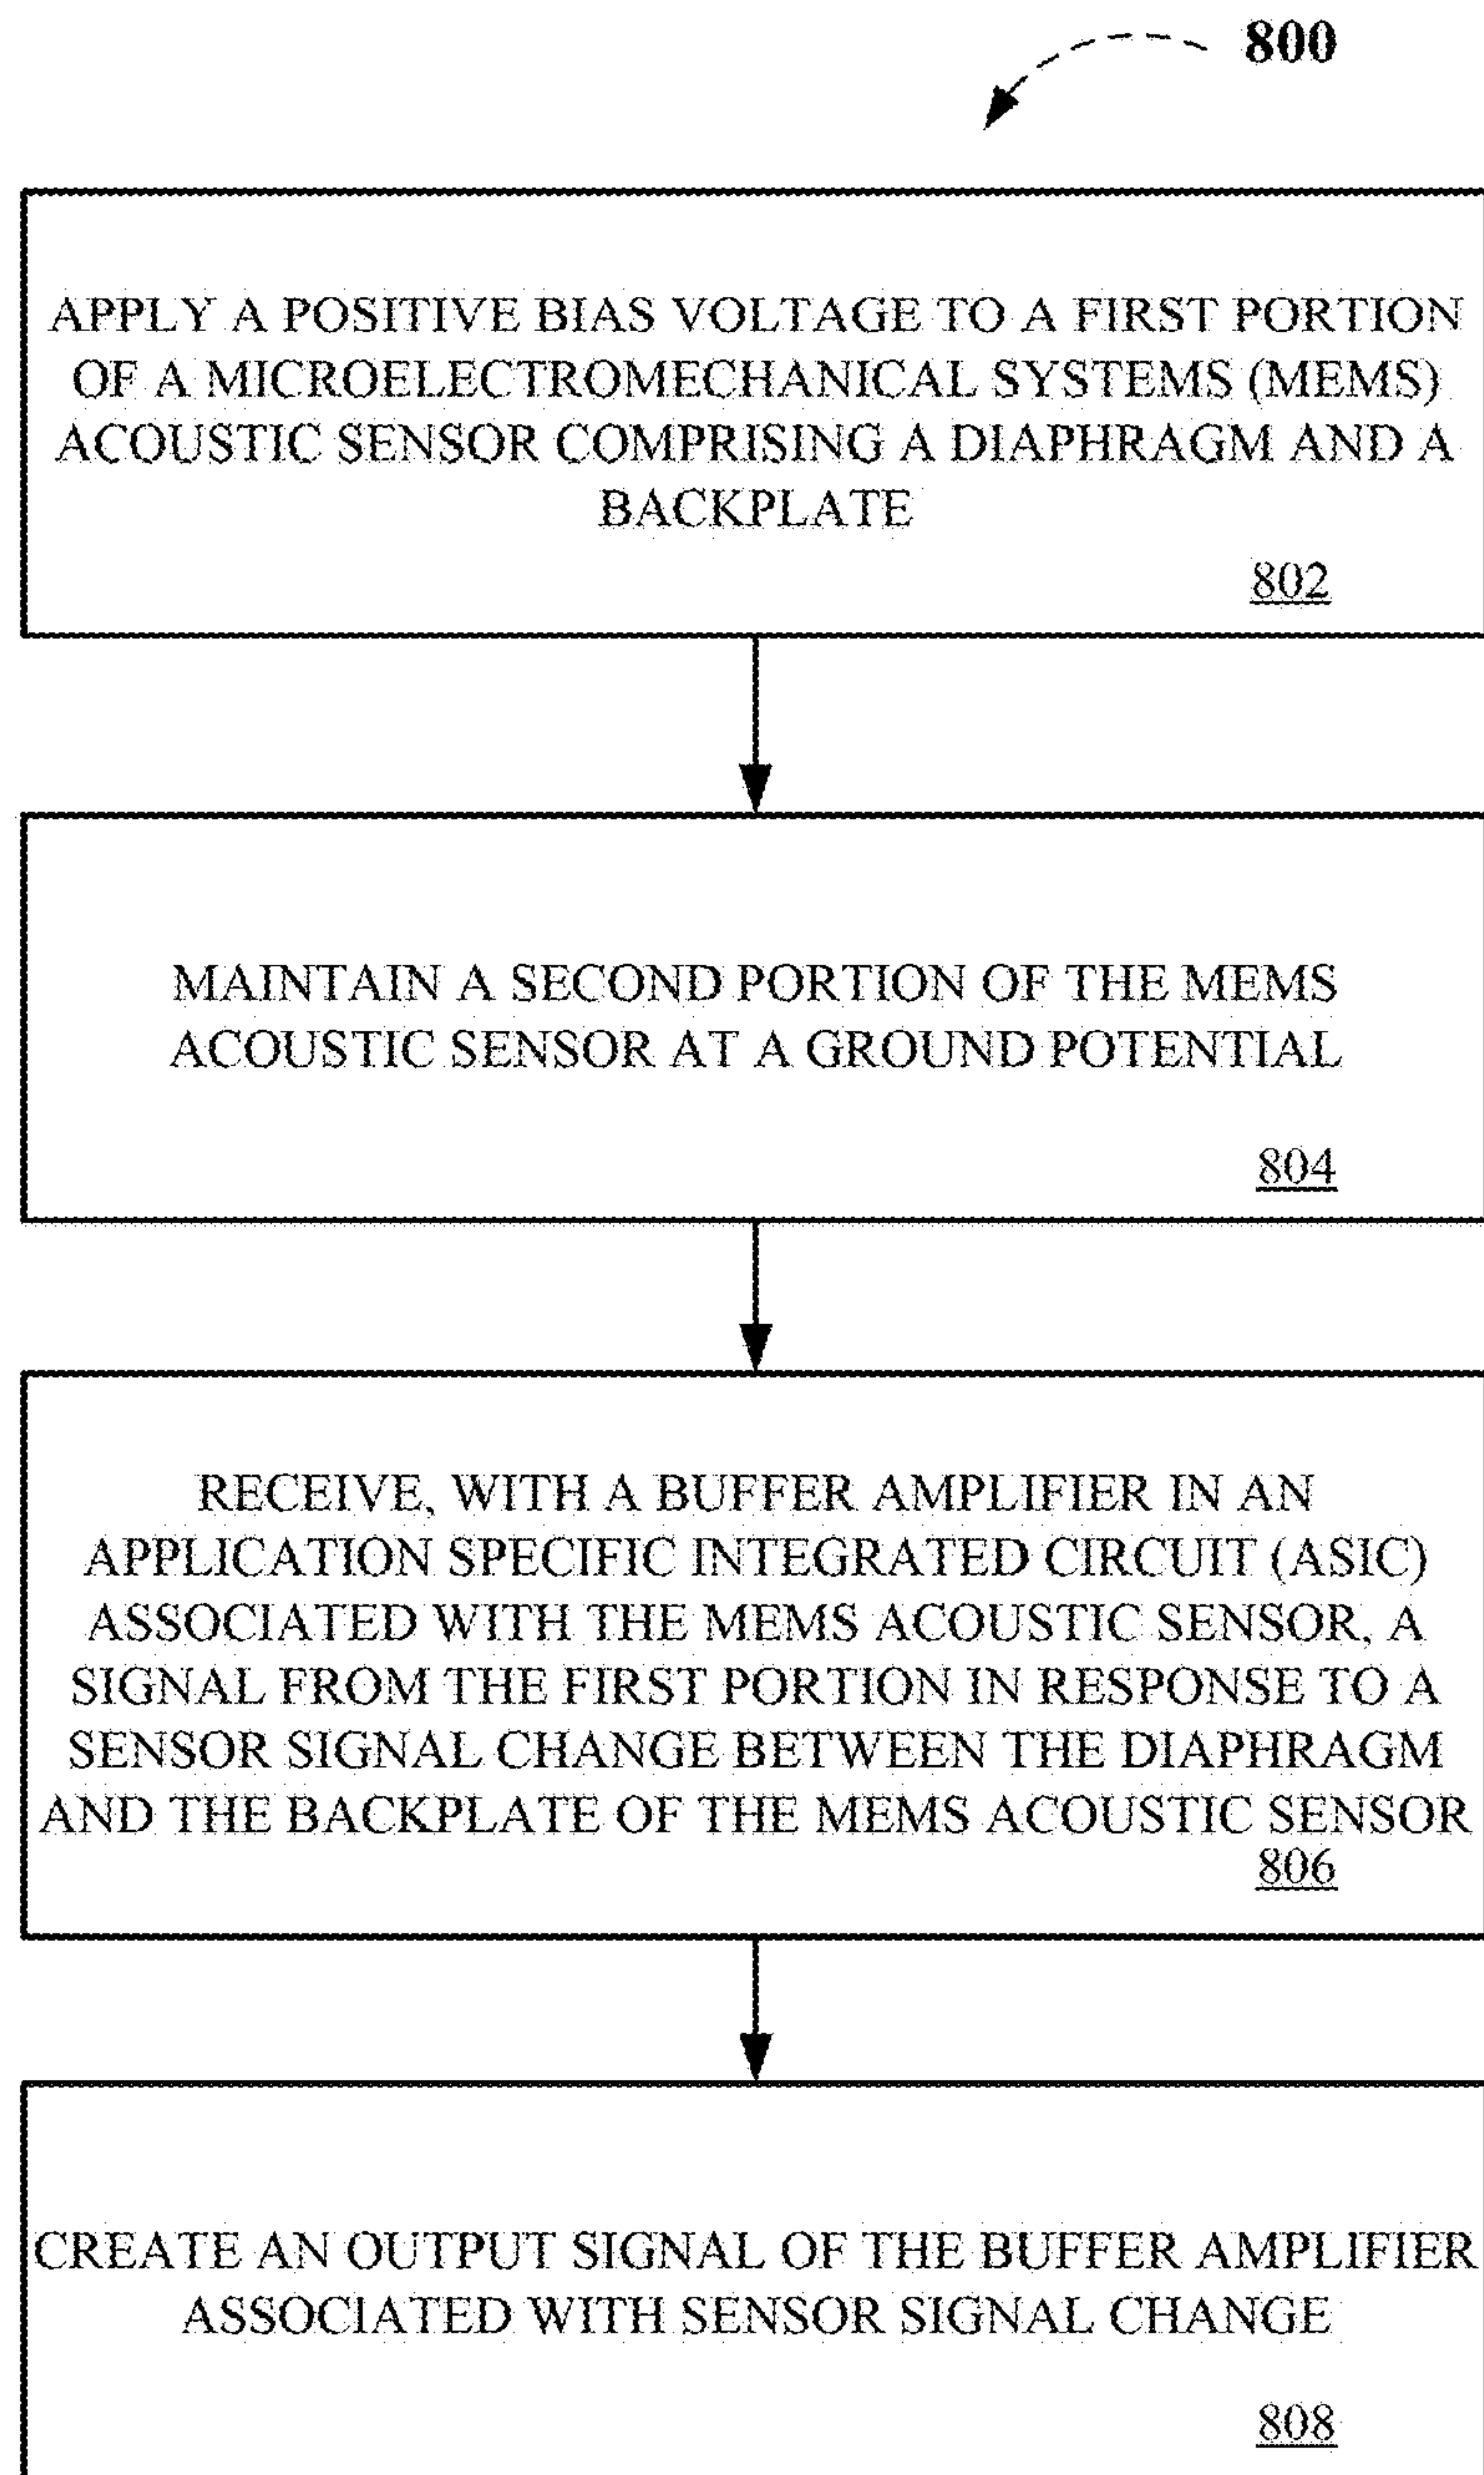 800
APPLY A POSITIVE BIAS VOLTAGE TO A FIRST PORTION
OF A MICROELECTROMECHANICAL SYSTEMS (MEMS)
ACOUSTIC SENSOR COMPRISING A DIAPHRAGM AND A
BACKPLATE
802
MAINTAIN A SECOND PORTION OF THE MEMS
ACOUSTIC SENSOR AT A GROUND POTENTIAL
804
RECEIVE, WITH A BUFFER AMPLIFIER IN AN
APPLICATION SPECIFIC INTEGRATED CIRCUIT (ASIC)
ASSOCIATED WITH THE MEMS ACOUSTIC SENSOR, A
SIGNAL FROM THE FIRST PORTION IN RESPONSE TO A
SENSOR SIGNAL CHANGE BETWEEN THE DIAPHRAGM
AND THE BACKPLATE OF THE MEMS ACOUSTIC SENSOR
806
CREATE AN OUTPUT SIGNAL OF THE BUFFER AMPLIFIER
ASSOCIATED WITH SENSOR SIGNAL CHANGE
808